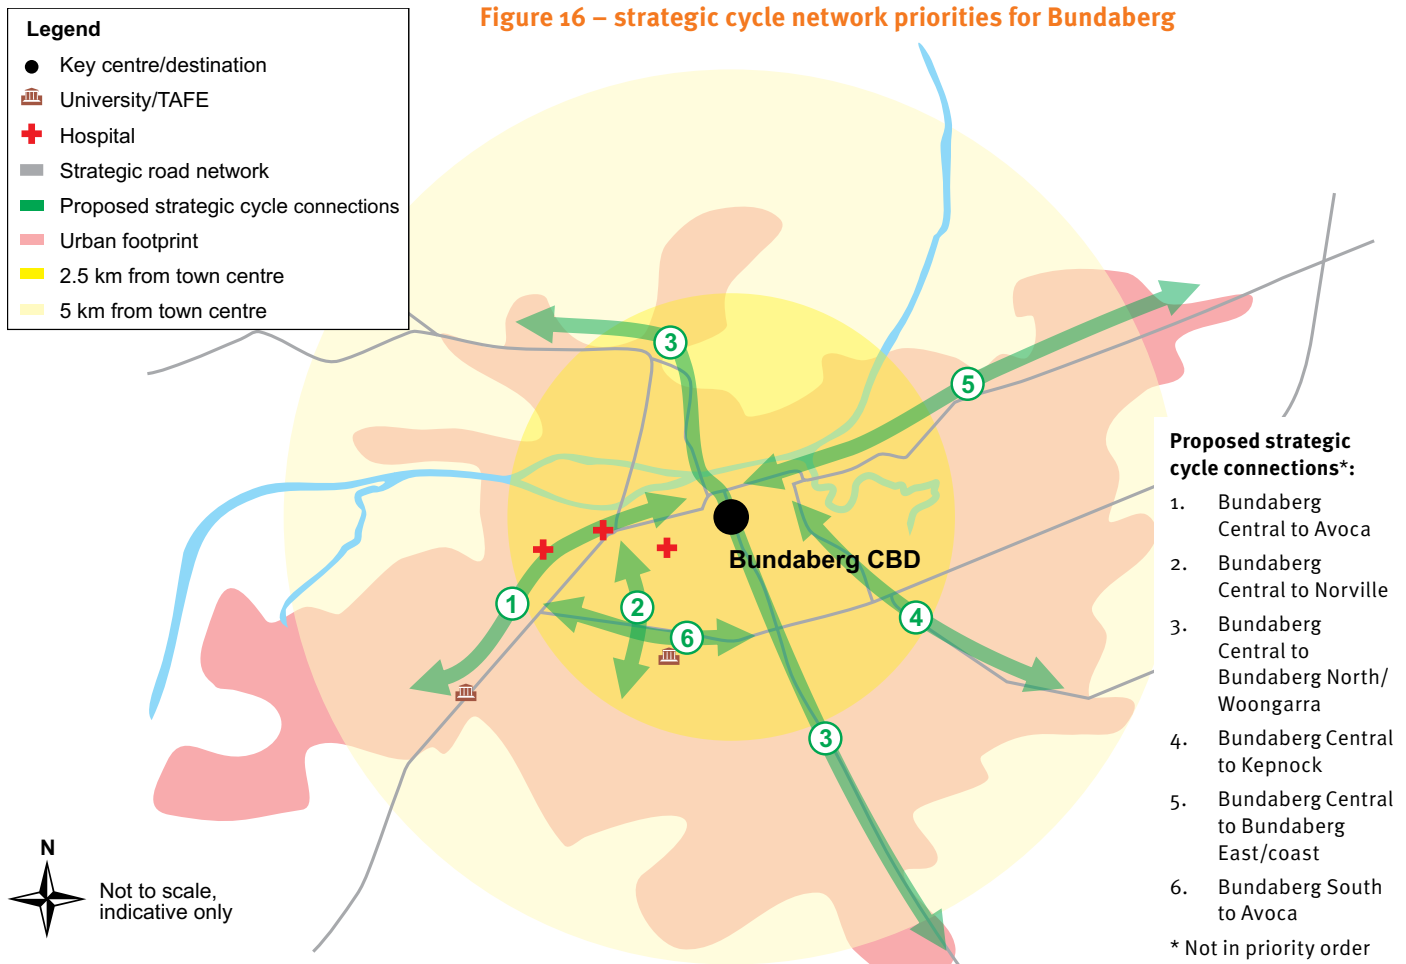 Figure 16 – strategic cycle network priorities for Bundaberg
Legend
Key centre/destination
University/TAFE
Hospital
Strategic road network
Proposed strategic cycle connections
Urban footprint
2.5 km from town centre
5 km from town centre
3
5
Bundaberg CBD
1
2
6
4
3
N
Not to scale,
indicative only
Proposed strategic
cycle connections*:
1. Bundaberg
Central to Avoca
2. Bundaberg
Central to Norville
3. Bundaberg
Central to
Bundaberg North/
Woongarra
4. Bundaberg Central
to Kepnock
5. Bundaberg Central
to Bundaberg
East/coast
6. Bundaberg South
to Avoca
* Not in priority order